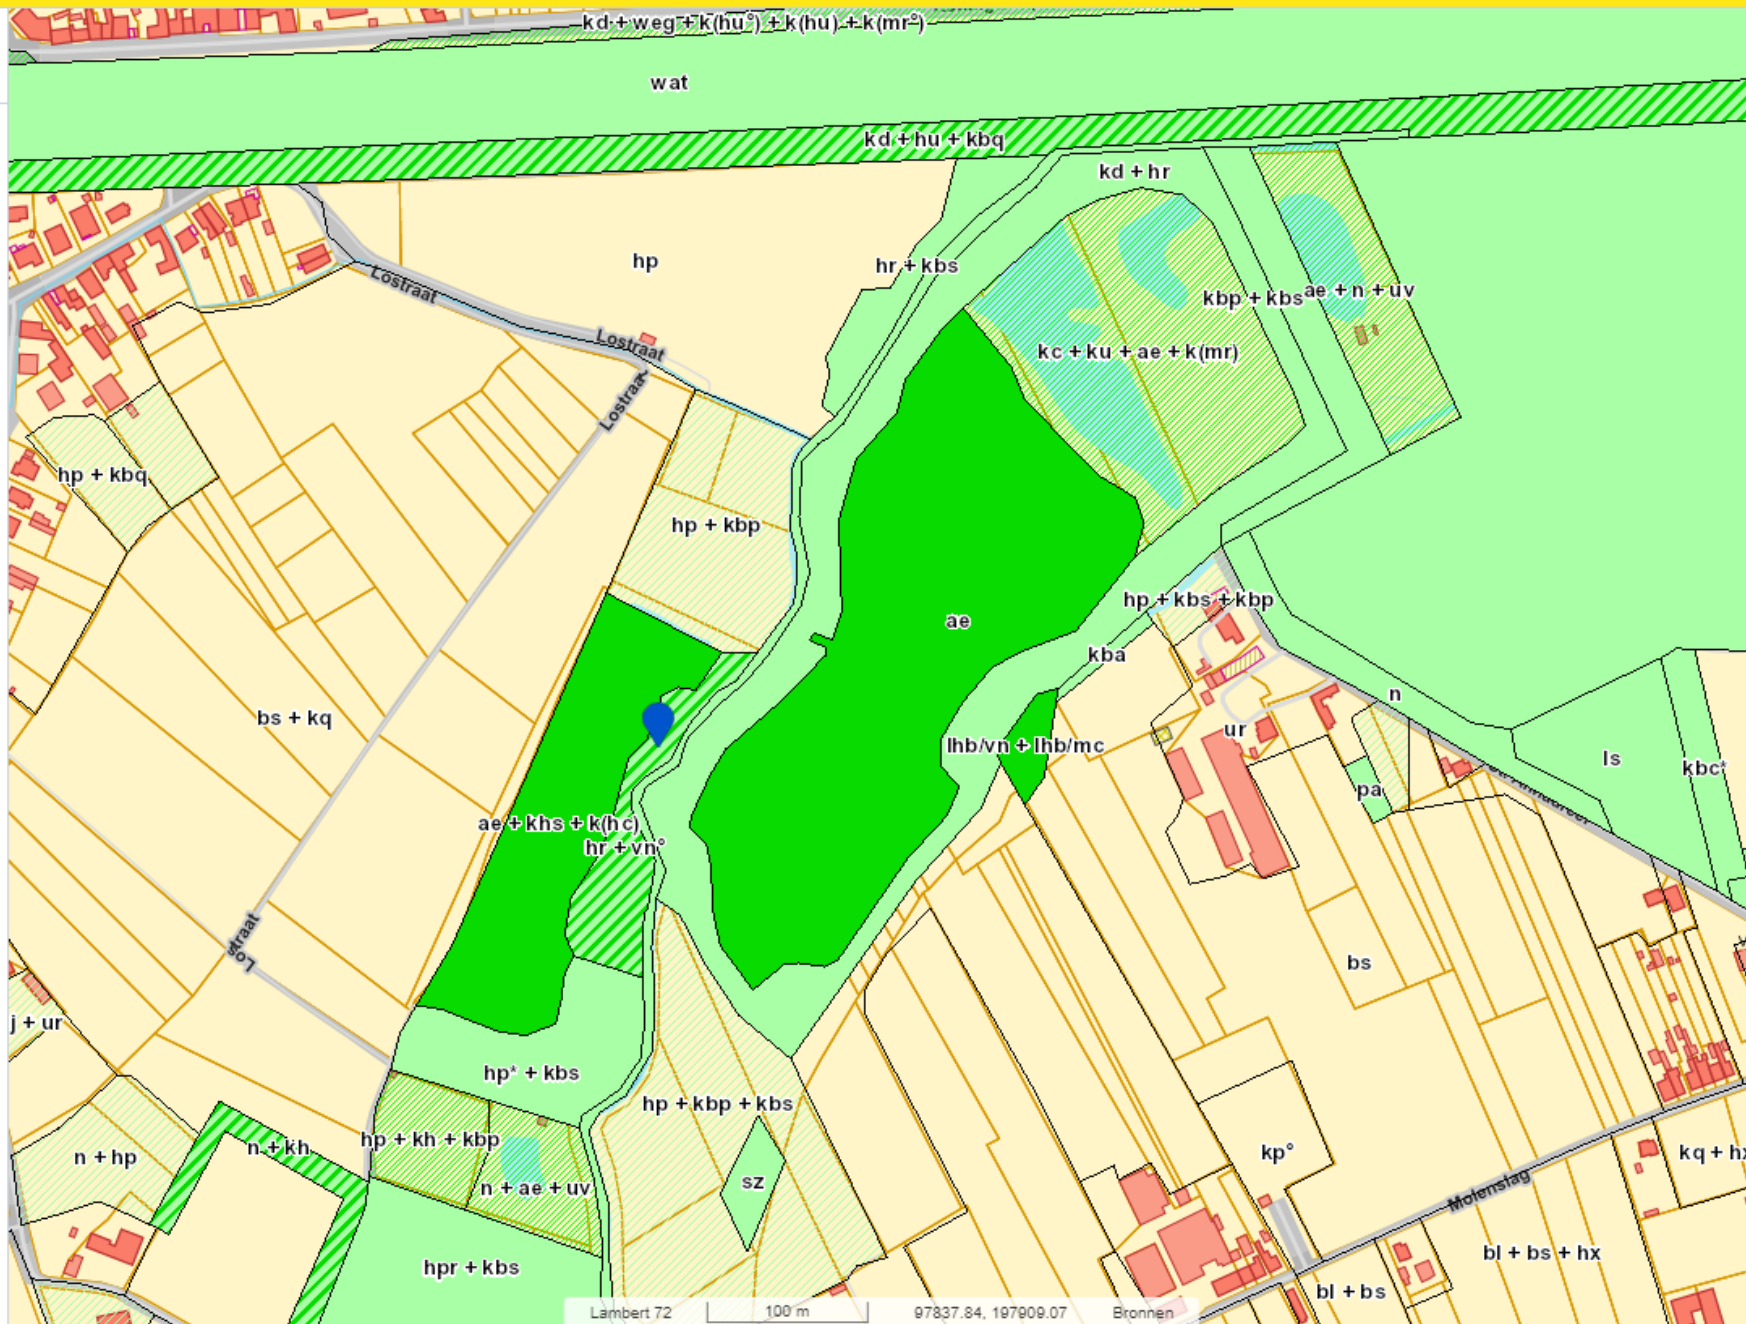 kd + weg + k(hu°) + k(hu) + k(mr°)
wat
kd + hu + kbq
kd + hr
hp
hr + kbs
Lostraat
kbp + kbs
ae + n + uv
Lostraat
kc + ku + ae + k(mr)
Lostraat
hp + kbq
hp + kbp
hp + kbs + kbp
ae
kba
n
bs + kq
ur
lhb/vn + lhb/mc
ls
kbc*
pa
ae + khs + k(hc)
hr + vn°
Lostraat
bs
j + ur
hp* + kbs
hp + kbp + kbs
hp + kh + kbp
n + kh
n + hp
kp°
kq + hx
sz
n + ae + uv
Molenslag
bl + bs + hx
hpr + kbs
bl + bs
Lambert 72
100 m
97837.84, 197909.07
Bronnen